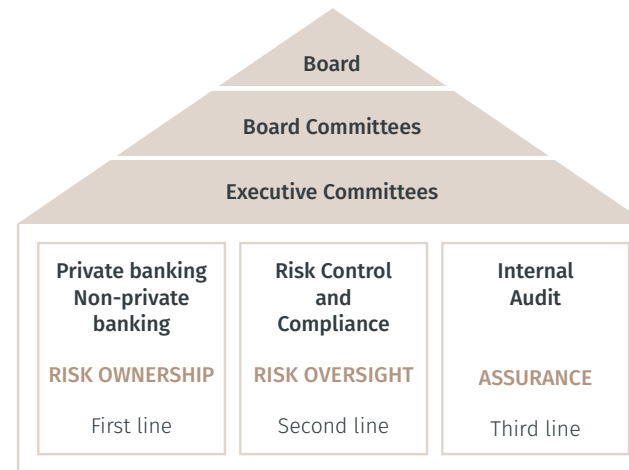 Board
Board Committees
Executive Committees
Private banking
Non-private
banking
RISK OWNERSHIP
First line
Risk Control
and
Compliance
RISK OVERSIGHT
Second line
Internal
Audit
ASSURANCE
Third line